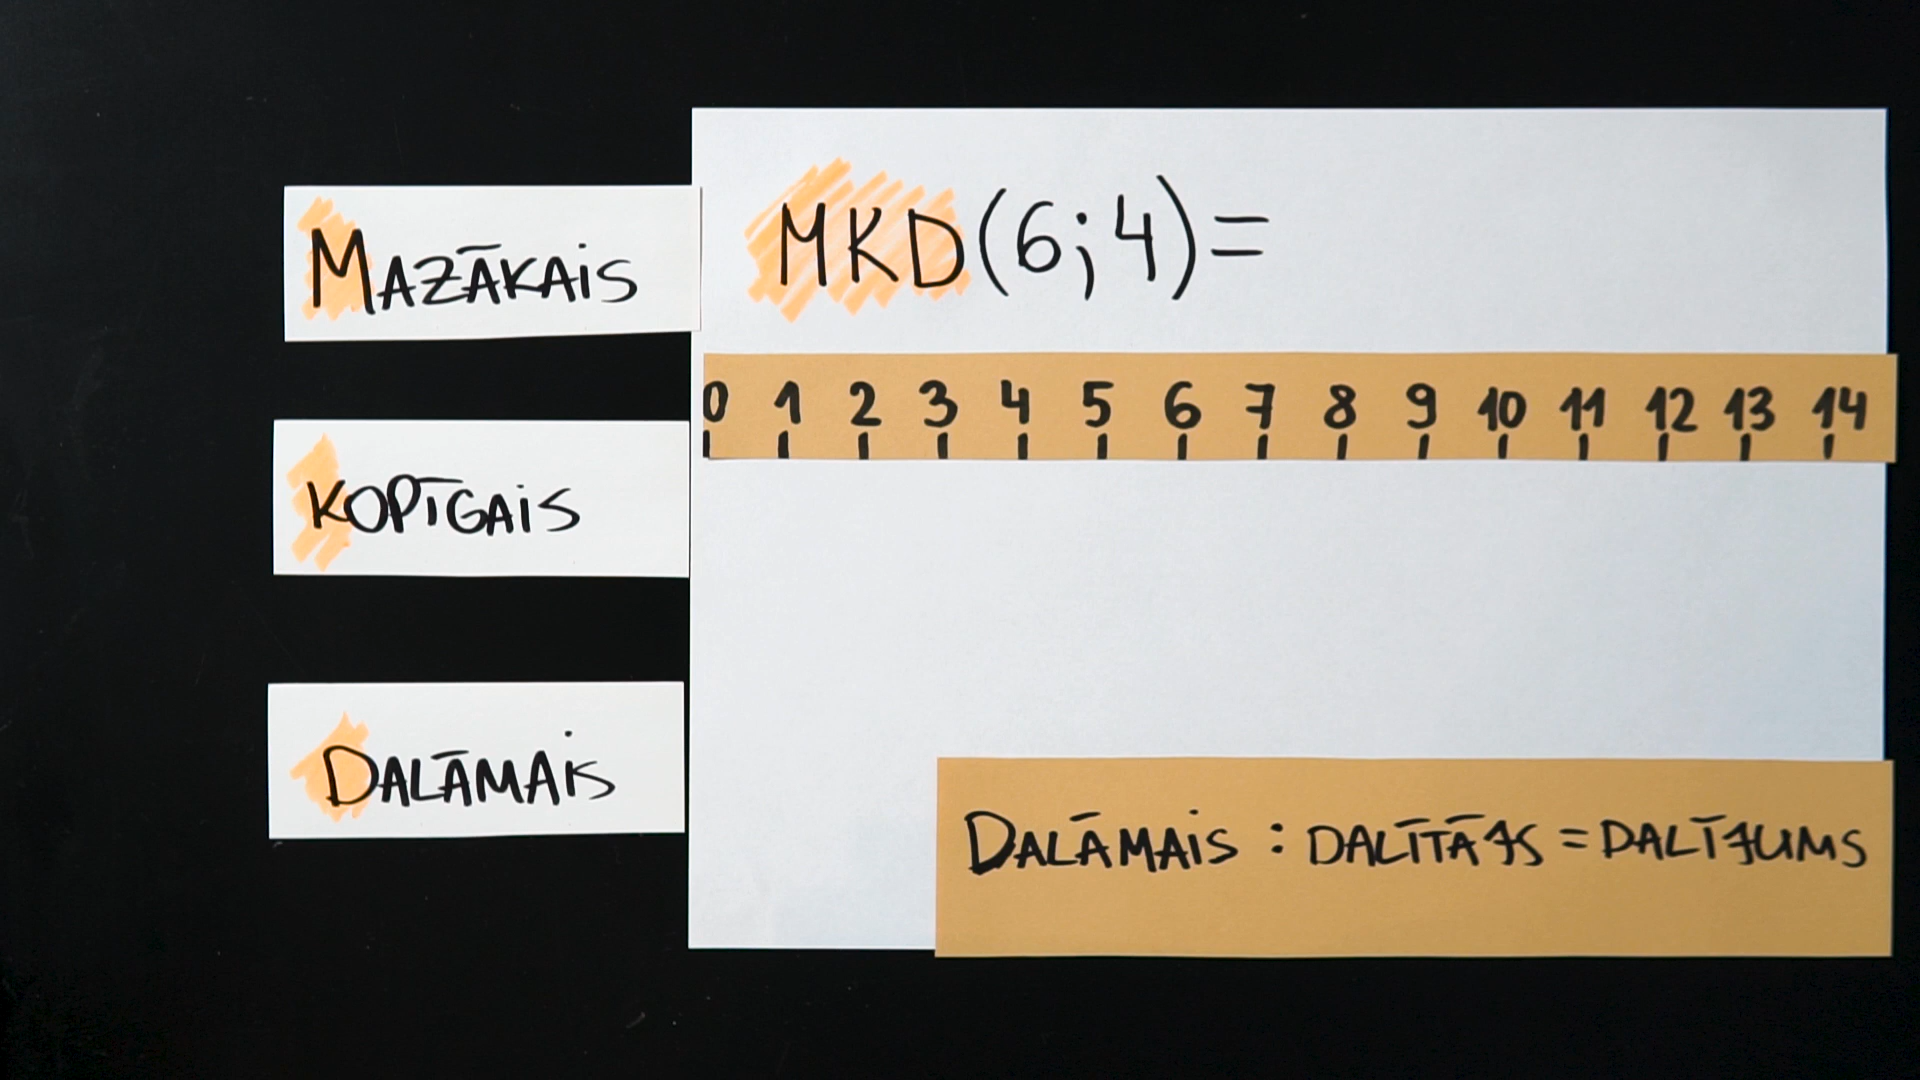 MAZĀKAIS
KOPĪGAIS
DALĀMAIS
MKD(6;4)=
0 1 2 3 4 5 6 7 8 9 10 11 12 13 14
DALĀMAIS : DALĪTĀJS = DALĪJUMS